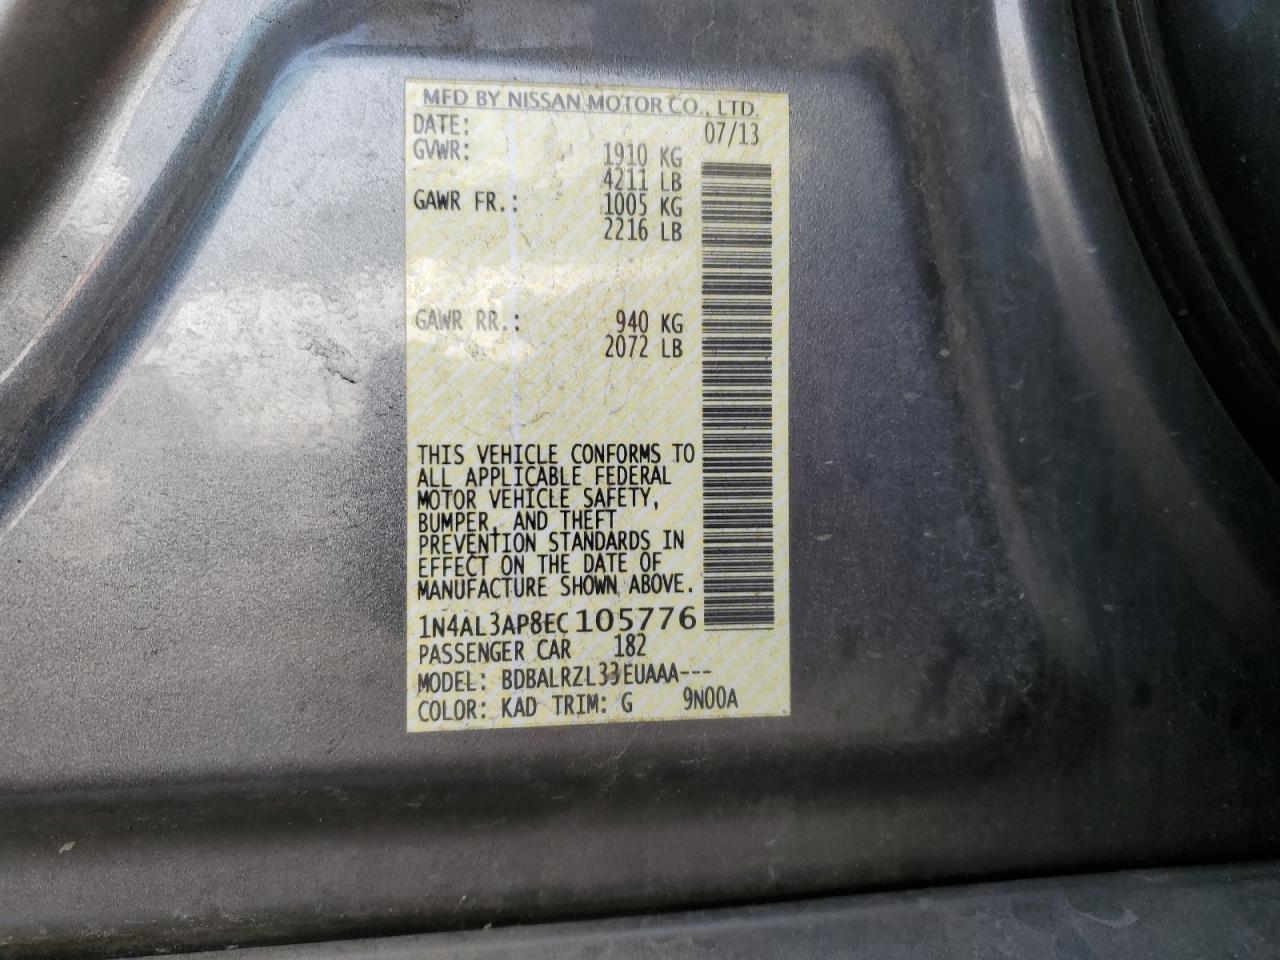 MFD BY NISSAN MOTOR CO., LTD.
DATE: 07/13
GVWR: 1910 KG
4211 LB
GAWR FR.: 1005 KG
2216 LB
GAWR RR.: 940 KG
2072 LB
THIS VEHICLE CONFORMS TO
ALL APPLICABLE FEDERAL
MOTOR VEHICLE SAFETY,
BUMPER, AND THEFT
PREVENTION STANDARDS IN
EFFECT ON THE DATE OF
MANUFACTURE SHOWN ABOVE.
1N4AL3AP8EC105776
PASSENGER CAR 182
MODEL: BDBALRZL33EUAAA---
COLOR: KAD TRIM: G 9N00A